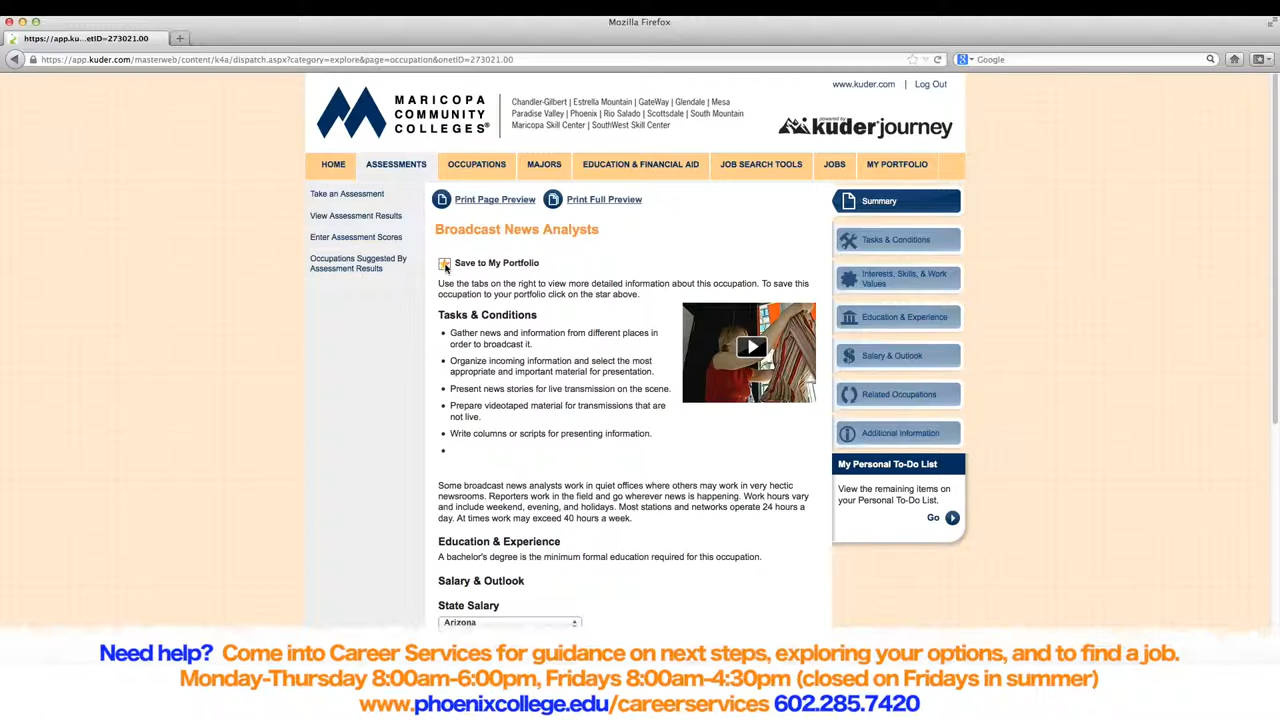 Mozilla Firefox
https://app.ku...etID=273021.00
https://app.kuder.com/masterweb/content/k4a/dispatch.aspx?category=explore&page=occupation&onetID=273021.00
Google
www.kuder.com | Log Out
MARICOPA
COMMUNITY
COLLEGES®
Chandler-Gilbert | Estrella Mountain | GateWay | Glendale | Mesa
Paradise Valley | Phoenix | Rio Salado | Scottsdale | South Mountain
Maricopa Skill Center | SouthWest Skill Center
powered by
kuder journey
HOME
ASSESSMENTS
OCCUPATIONS
MAJORS
EDUCATION & FINANCIAL AID
JOB SEARCH TOOLS
JOBS
MY PORTFOLIO
Take an Assessment
View Assessment Results
Enter Assessment Scores
Occupations Suggested By
Assessment Results
Print Page Preview
Print Full Preview
Broadcast News Analysts
Save to My Portfolio
Use the tabs on the right to view more detailed information about this occupation. To save this
occupation to your portfolio click on the star above.
Tasks & Conditions
• Gather news and information from different places in
order to broadcast it.
• Organize incoming information and select the most
appropriate and important material for presentation.
• Present news stories for live transmission on the scene.
• Prepare videotaped material for transmissions that are
not live.
• Write columns or scripts for presenting information.
•
Some broadcast news analysts work in quiet offices where others may work in very hectic
newsrooms. Reporters work in the field and go wherever news is happening. Work hours vary
and include weekend, evening, and holidays. Most stations and networks operate 24 hours a
day. At times work may exceed 40 hours a week.
Education & Experience
A bachelor's degree is the minimum formal education required for this occupation.
Salary & Outlook
State Salary
Arizona
Summary
Tasks & Conditions
Interests, Skills, & Work
Values
Education & Experience
Salary & Outlook
Related Occupations
Additional Information
My Personal To-Do List
View the remaining items on
your Personal To-Do List.
Go
Need help? Come into Career Services for guidance on next steps, exploring your options, and to find a job.
Monday-Thursday 8:00am-6:00pm, Fridays 8:00am-4:30pm (closed on Fridays in summer)
www.phoenixcollege.edu/careerservices 602.285.7420